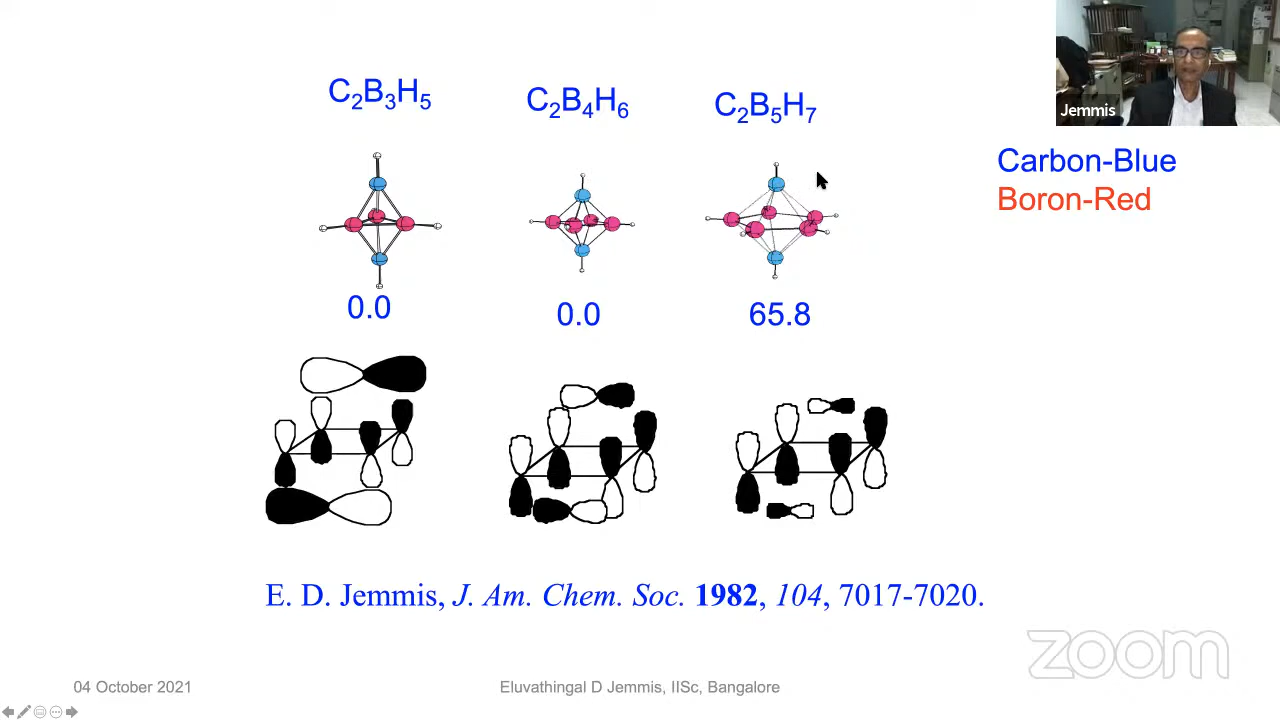 C₂B₃H₅
C₂B₄H₆
C₂B₅H₇
Jemmis
Carbon-Blue
Boron-Red
0.0
0.0
65.8
E. D. Jemmis, J. Am. Chem. Soc. 1982, 104, 7017-7020.
zoom
04 October 2021
Eluvathingal D Jemmis, IISc, Bangalore